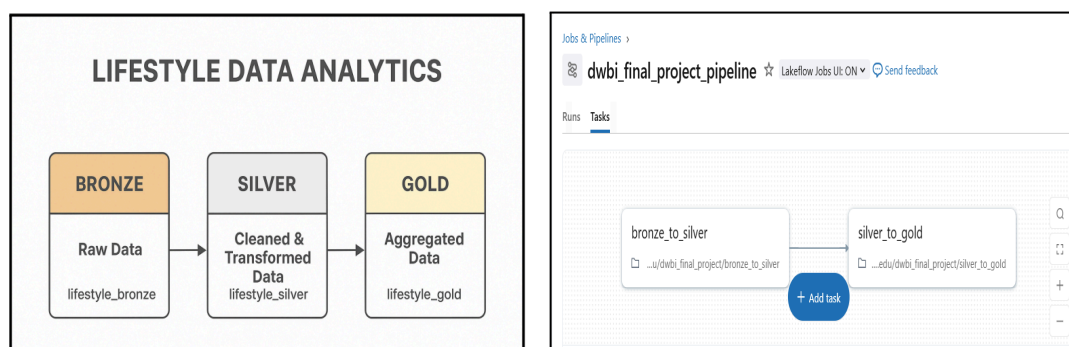 LIFESTYLE DATA ANALYTICS
BRONZE
Raw Data
lifestyle_bronze
SILVER
Cleaned &
Transformed
Data
lifestyle_silver
GOLD
Aggregated
Data
lifestyle_gold
Jobs & Pipelines ›
dwbi_final_project_pipeline Lakeflow Jobs UI: ON Send feedback
Runs Tasks
bronze_to_silver
...u/dwbi_final_project/bronze_to_silver
silver_to_gold
....edu/dwbi_final_project/silver_to_gold
+ Add task